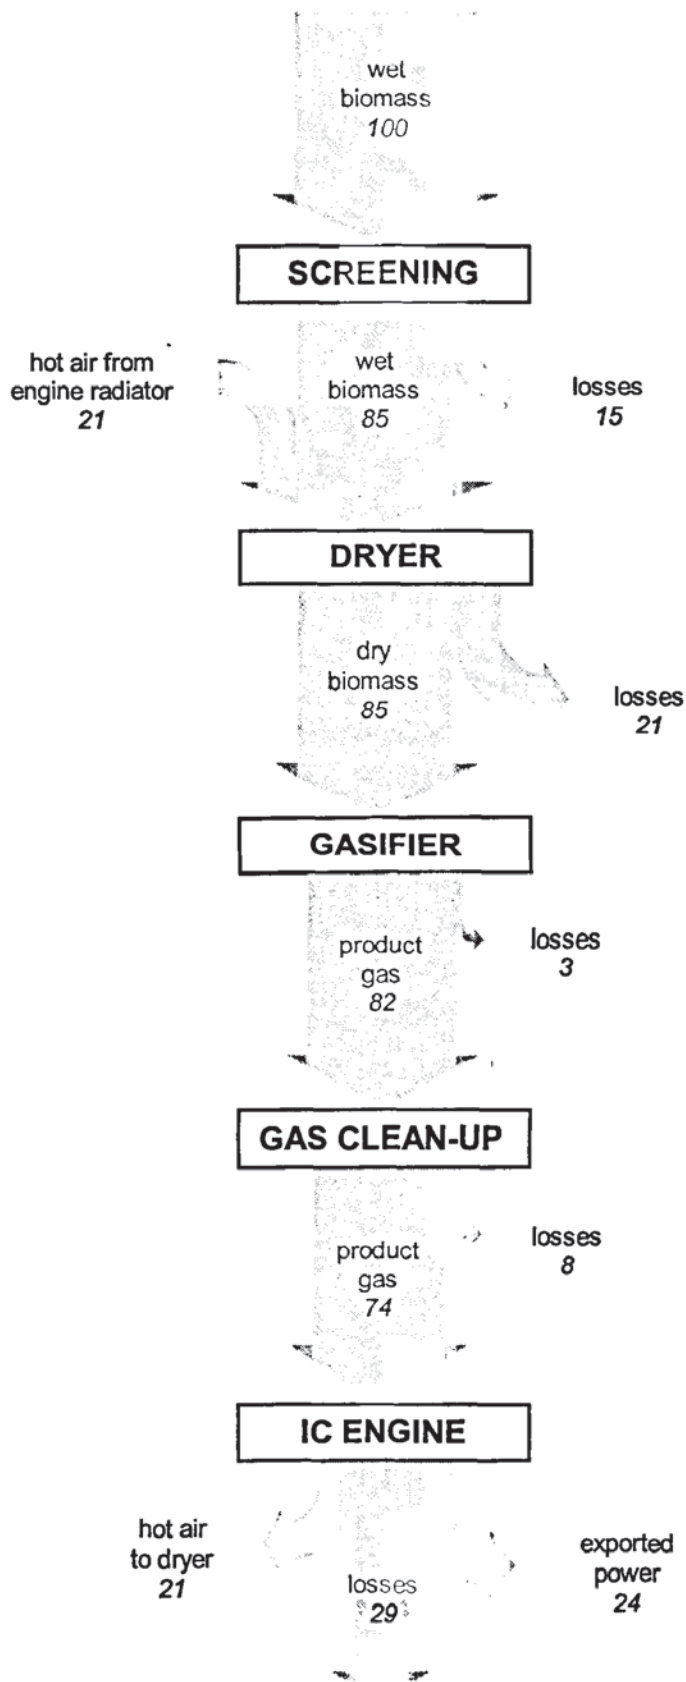 wet
biomass
100
SCREENING
hot air from
engine radiator
21
wet
biomass
85
losses
15
DRYER
dry
biomass
85
losses
21
GASIFIER
product
gas
82
losses
3
GAS CLEAN-UP
product
gas
74
losses
8
IC ENGINE
hot air
to dryer
21
losses
29
exported
power
24